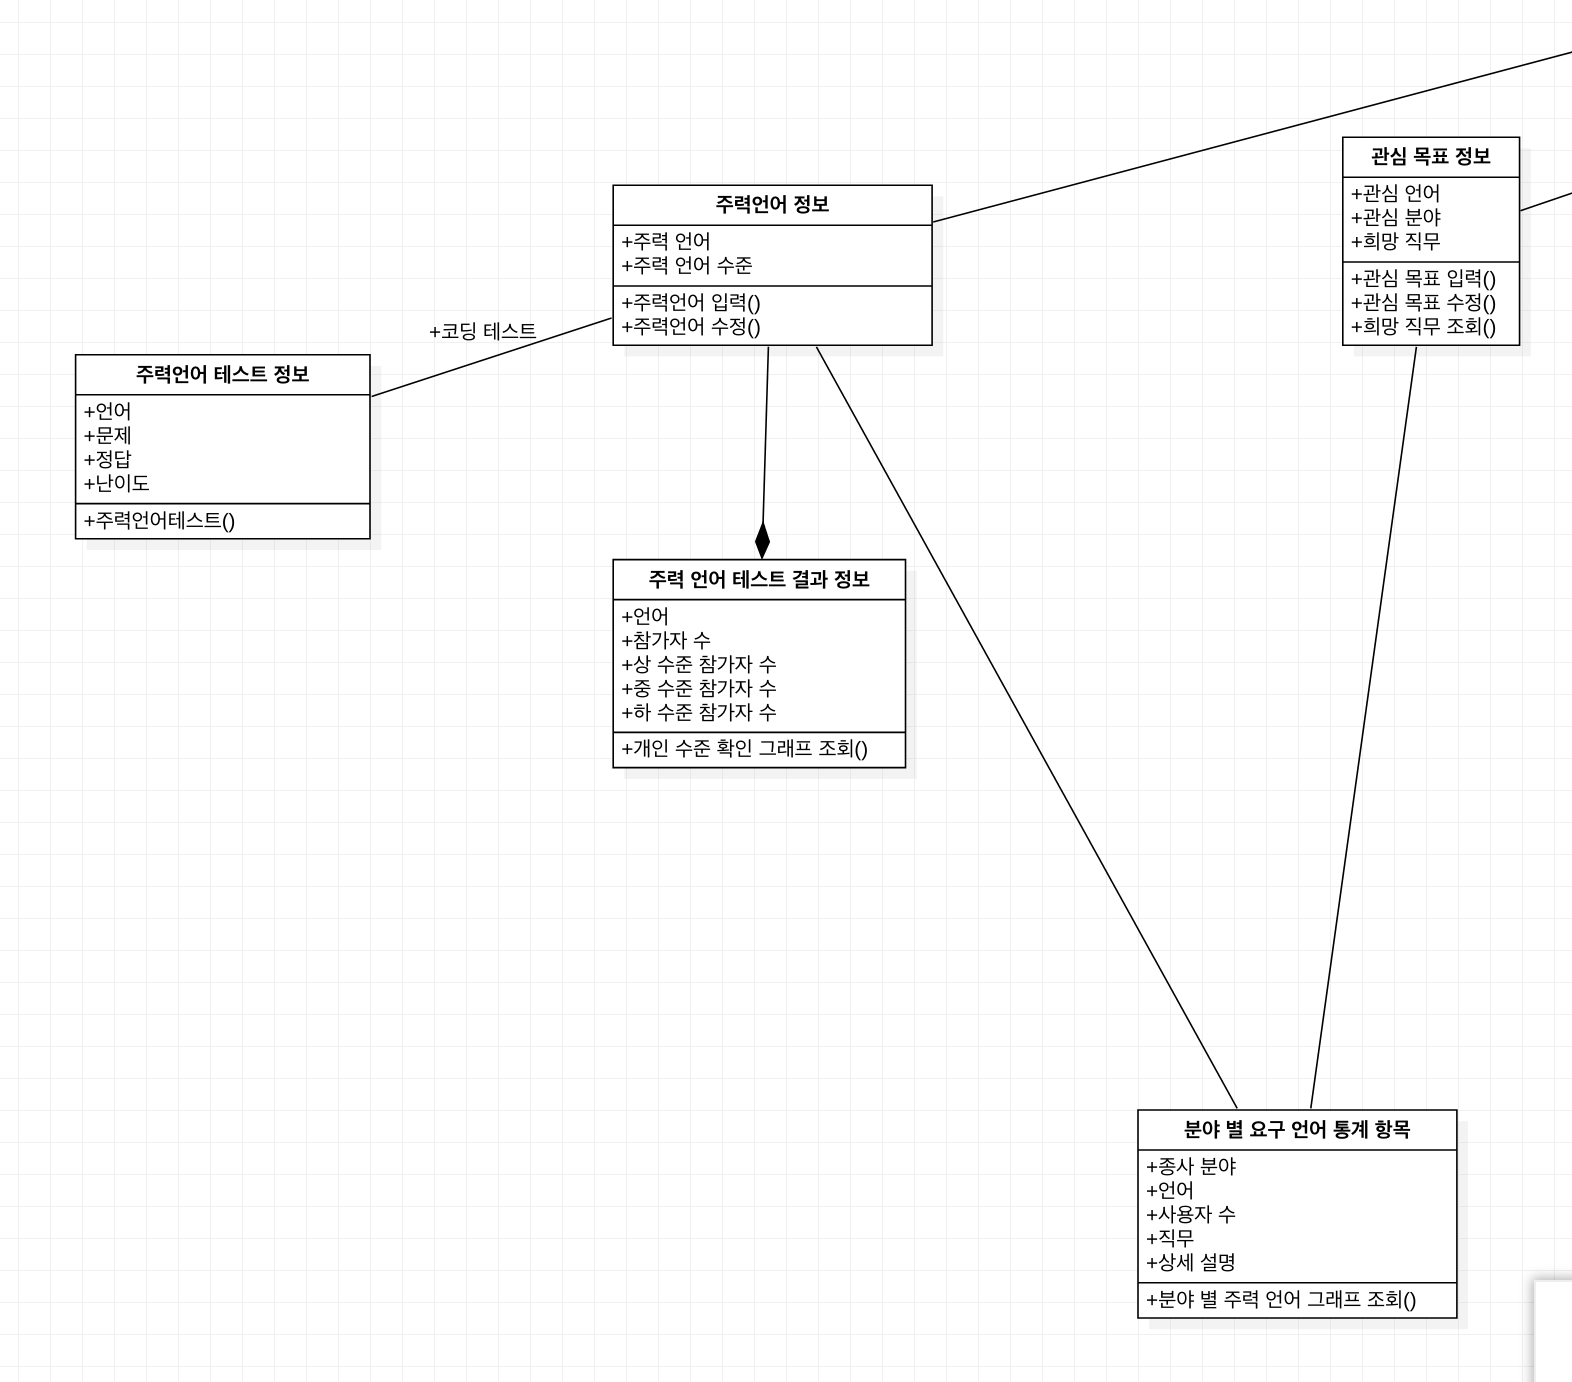 주력언어 정보
+주력 언어
+주력 언어 수준
+주력언어 입력()
+주력언어 수정()
관심 목표 정보
+관심 언어
+관심 분야
+희망 직무
+관심 목표 입력()
+관심 목표 수정()
+희망 직무 조회()
+코딩 테스트
주력언어 테스트 정보
+언어
+문제
+정답
+난이도
+주력언어테스트()
주력 언어 테스트 결과 정보
+언어
+참가자 수
+상 수준 참가자 수
+중 수준 참가자 수
+하 수준 참가자 수
+개인 수준 확인 그래프 조회()
분야 별 요구 언어 통계 항목
+종사 분야
+언어
+사용자 수
+직무
+상세 설명
+분야 별 주력 언어 그래프 조회()